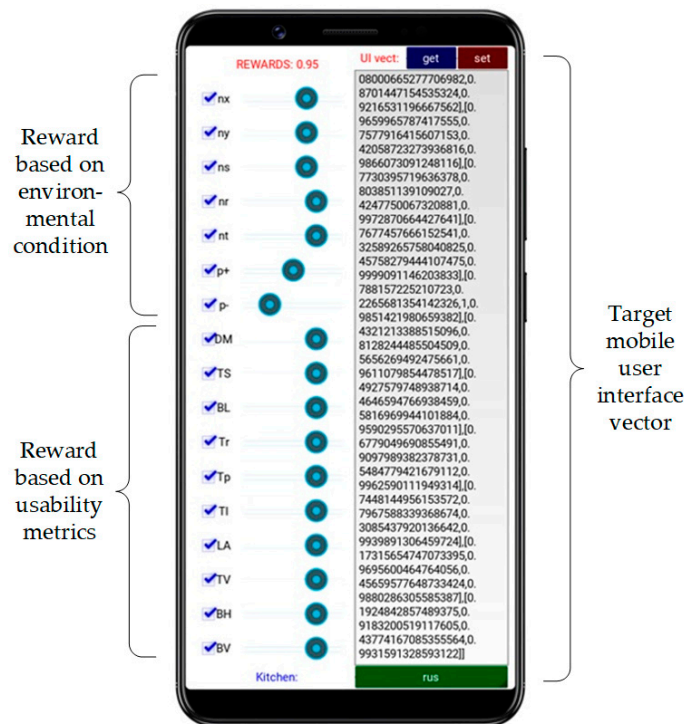 REWARDS: 0.95
UI vect:
get
set
Reward
based on
environ-
mental
condition
nx
ny
ns
nr
nt
p+
p-
Reward
based on
usability
metrics
DM
TS
BL
Tr
Tp
TI
LA
TV
BH
BV
Kitchen:
08000665277706982,0.
8701447154535324,0.
9216531196667562],[0.
9659965787417555,0.
7577916415607153,0.
42058723273936816,0.
9866073091248116],[0.
7730395719636378,0.
803851139109027,0.
4247750067320881,0.
9972870664427641],[0.
7677457666152541,0.
32589265758040825,0.
45758279444107475,0.
9999091146203833],[0.
788157225210723,0.
2265681354142326,1,0.
9851421980659382],[0.
4321213388515096,0.
8128244485504509,0.
5656269492475661,0.
9611079854478517],[0.
4927579748938714,0.
4646594766938459,0.
5816969944101884,0.
9590295570637011],[0.
6779049690855491,0.
9097989382378731,0.
5484779421679112,0.
9962590111949314],[0.
7448144956153572,0.
7967588339368674,0.
3085437920136642,0.
9939891306459724],[0.
17315654747073395,0.
9695600464764056,0.
45659577648733424,0.
9880286305585387],[0.
1924842857489375,0.
9183200519117605,0.
43774167085355564,0.
9931591328593122]]
rus
Target
mobile
user
interface
vector